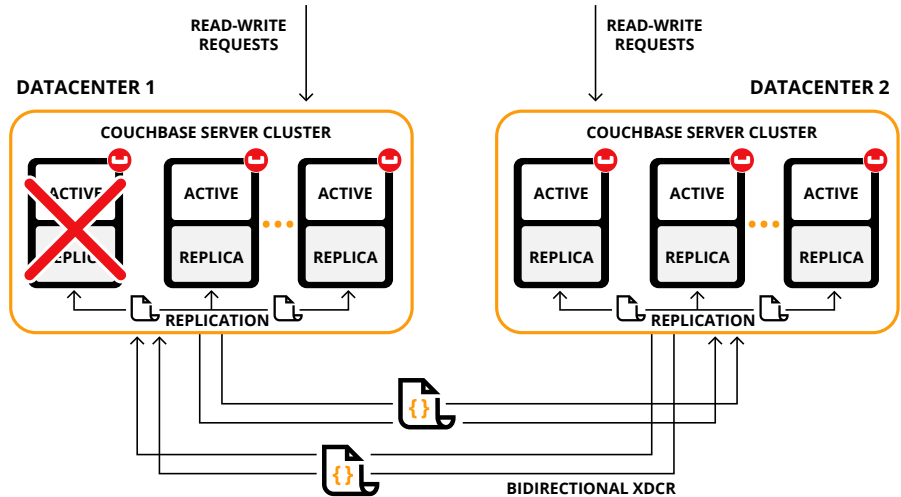 READ-WRITE
REQUESTS
READ-WRITE
REQUESTS
DATACENTER 1
DATACENTER 2
COUCHBASE SERVER CLUSTER
COUCHBASE SERVER CLUSTER
ACTIVE
ACTIVE
ACTIVE
ACTIVE
ACTIVE
ACTIVE
REPLICA
REPLICA
REPLICA
REPLICA
REPLICA
REPLICA
REPLICATION
REPLICATION
{}
{}
BIDIRECTIONAL XDCR